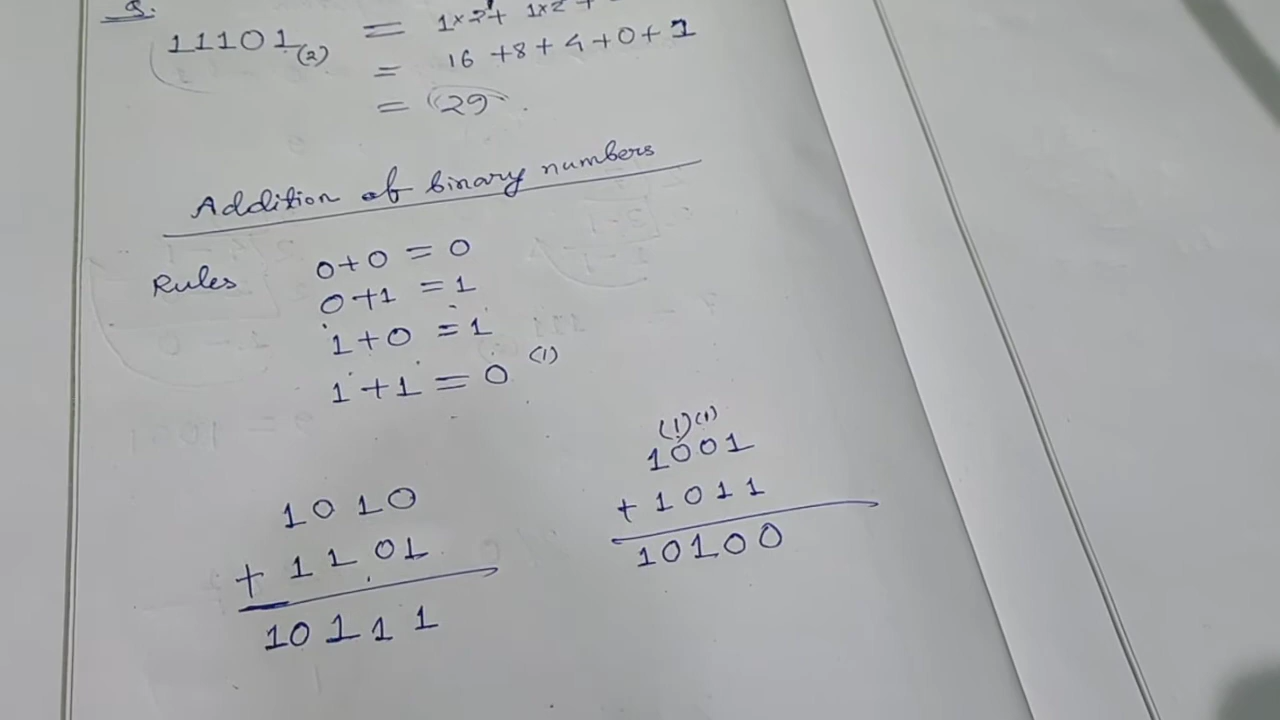 Q.
11101(2) = 1×2⁴ + 1×2 +
= 16 + 8 + 4 + 0 + 1
= 29
Addition of binary numbers
Rules 0+0 = 0
0+1 = 1
1+0 = 1
1+1 = 0 (1)
1010
+ 1101
10111
(1)(1)
1001
+ 1011
10100